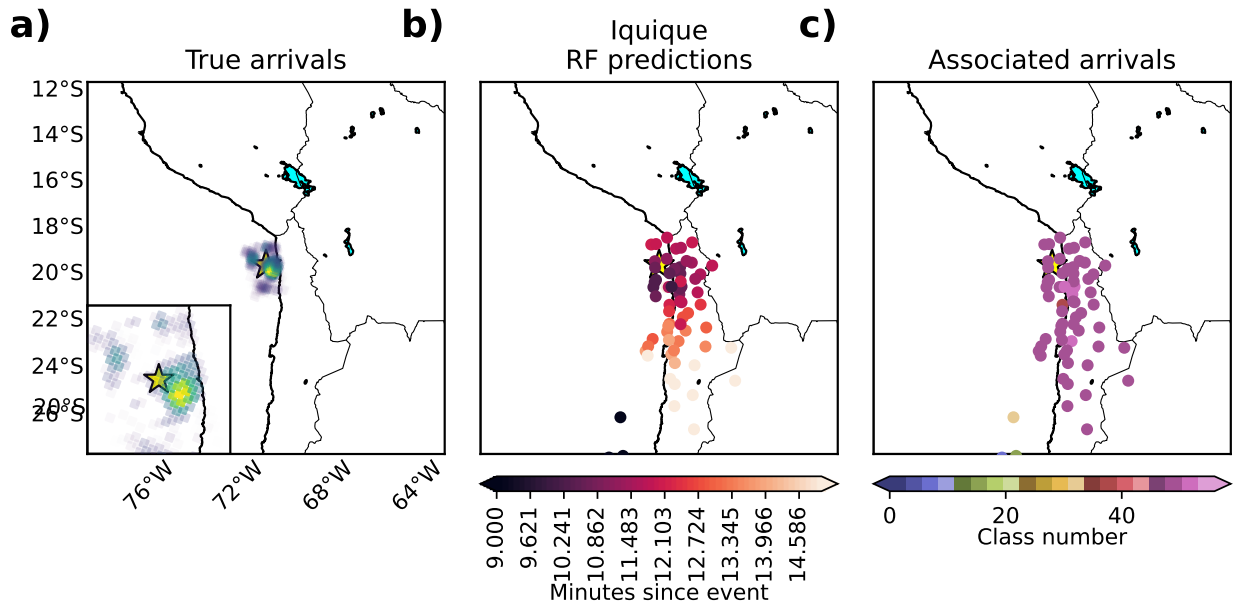 a)
True arrivals
12°S
14°S
16°S
18°S
20°S
22°S
24°S
26°S
20°S
76°W
72°W
68°W
64°W
b)
Iquique
RF predictions
9.000
9.621
10.241
10.862
11.483
12.103
12.724
13.345
13.966
14.586
Minutes since event
c)
Associated arrivals
0
20
40
Class number